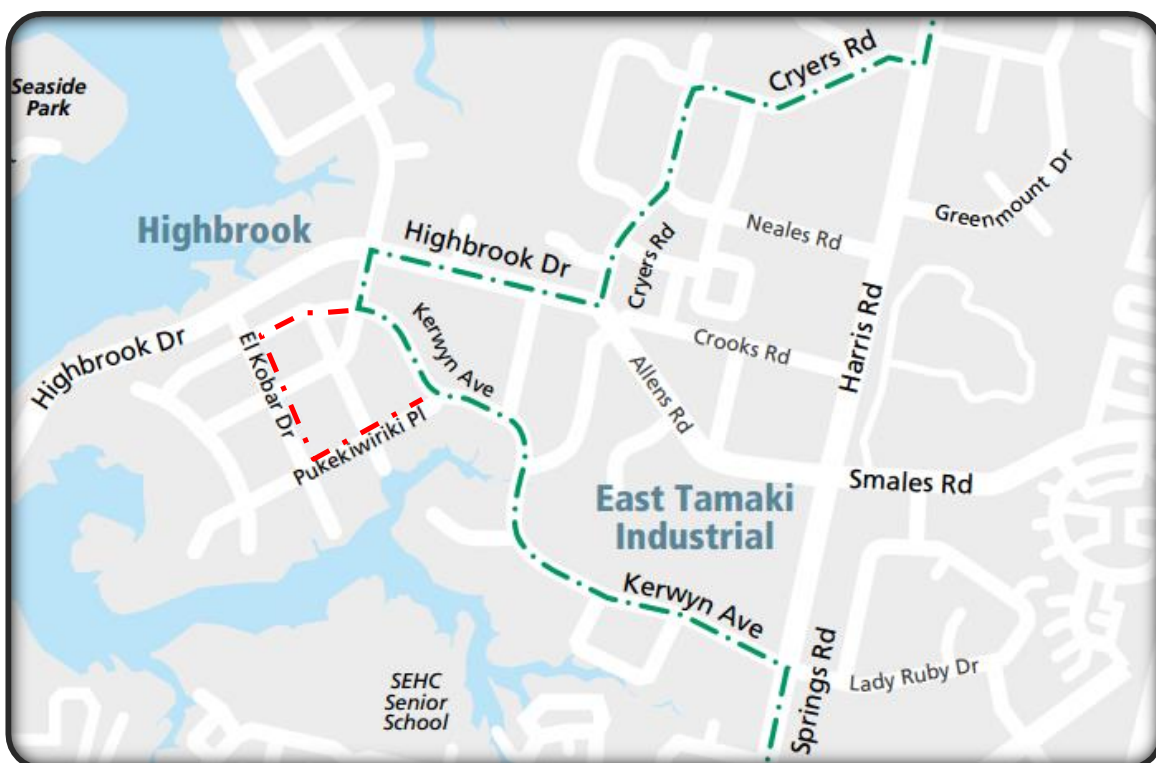 Seaside
Park
Cryers Rd
Greenmount Dr
Highbrook
Highbrook Dr
Neales Rd
Cryers Rd
Harris Rd
Crooks Rd
Kerwyn Ave
Highbrook Dr
El Kobar Dr
Allens Rd
Pukekiwiriki Pl
Smales Rd
East Tamaki
Industrial
Kerwyn Ave
Springs Rd
Lady Ruby Dr
SEHC
Senior
School